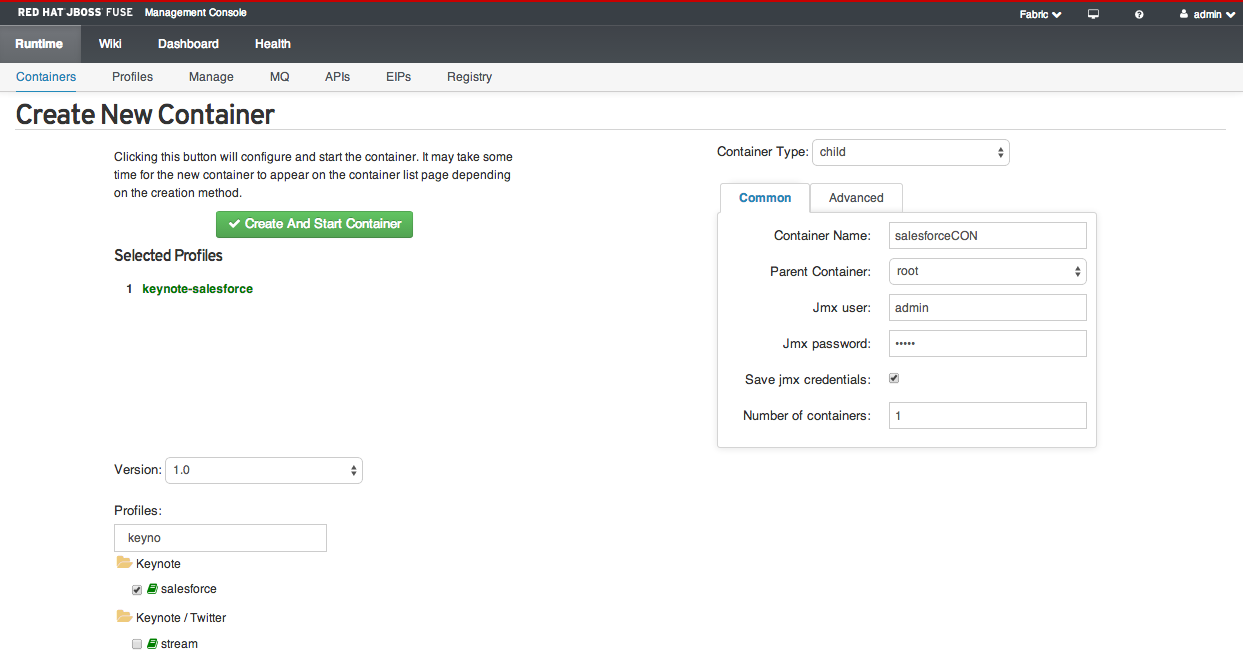 RED HAT JBOSS FUSE Management Console Fabric admin
Runtime Wiki Dashboard Health
Containers Profiles Manage MQ APIs EIPs Registry
Create New Container
Clicking this button will configure and start the container. It may take some
time for the new container to appear on the container list page depending
on the creation method.
Create And Start Container
Selected Profiles
1 keynote-salesforce
Version: 1.0
Profiles:
keyno
Keynote
salesforce
Keynote / Twitter
stream
Container Type: child
Common Advanced
Container Name: salesforceCON
Parent Container: root
Jmx user: admin
Jmx password: •••••
Save jmx credentials:
Number of containers: 1